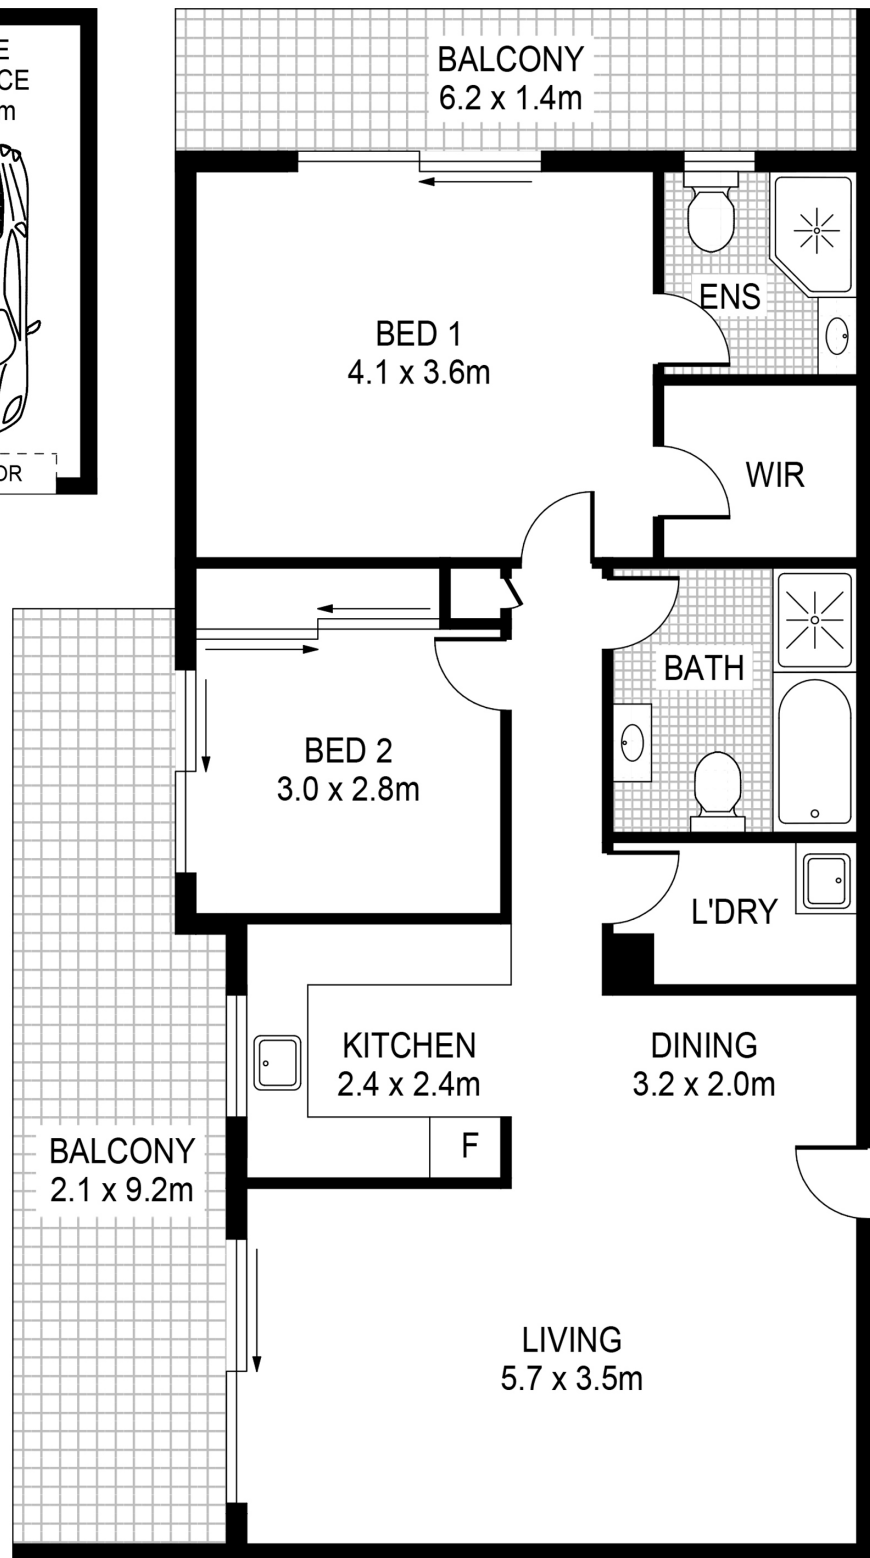 E
CE
m
OR
BALCONY
6.2 x 1.4m
BED 1
4.1 x 3.6m
ENS
WIR
BED 2
3.0 x 2.8m
BATH
L'DRY
KITCHEN
2.4 x 2.4m
F
DINING
3.2 x 2.0m
BALCONY
2.1 x 9.2m
LIVING
5.7 x 3.5m